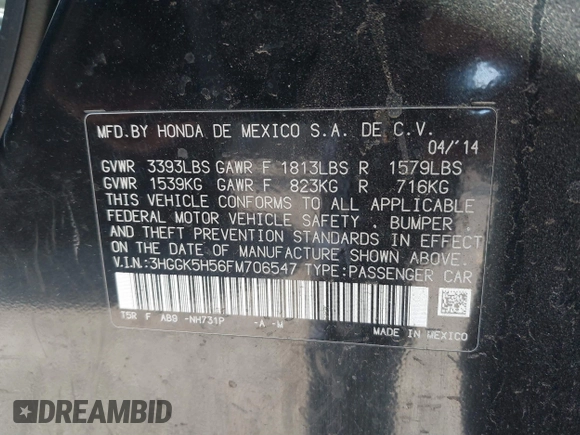 MFD.BY HONDA DE MEXICO S.A. DE C.V.
04/'14
GVWR 3393LBS GAWR F 1813LBS R 1579LBS
GVWR 1539KG GAWR F 823KG R 716KG
THIS VEHICLE CONFORMS TO ALL APPLICABLE
FEDERAL MOTOR VEHICLE SAFETY , BUMPER ,
AND THEFT PREVENTION STANDARDS IN EFFECT
ON THE DATE OF MANUFACTURE SHOWN ABOVE.
V.I.N.:3HGGK5H56FM706547 TYPE:PASSENGER CAR
T5R F AB9 -NH731P -A -M
MADE IN MEXICO
DREAMBID